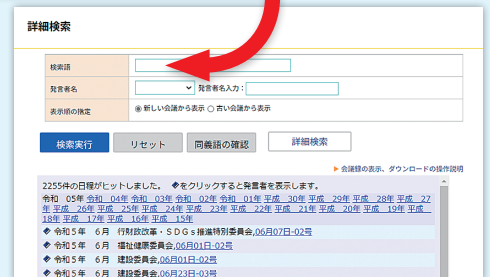 詳細検索
検索語
発言者名 発言者名入力：
表示順の指定 新しい会議から表示 古い会議から表示
検索実行 リセット 同義語の確認 詳細検索
▶ 会議録の表示、ダウンロードの操作説明
2255件の日程がヒットしました。 ◆をクリックすると発言者を表示します。
令和 05年 令和 04年 令和 03年 令和 02年 令和 01年 平成 30年 平成 29年 平成 28年 平成 27
年 平成 26年 平成 25年 平成 24年 平成 23年 平成 22年 平成 21年 平成 20年 平成 19年 平成
18年 平成 17年 平成 16年 平成 15年
令和５年 ６月 行財政改革・ＳＤＧｓ推進特別委員会,06月07日-02号
令和５年 ６月 福祉健康委員会,06月01日-02号
令和５年 ６月 建設委員会,06月01日-02号
令和５年 ６月 建設委員会,06月23日-03号